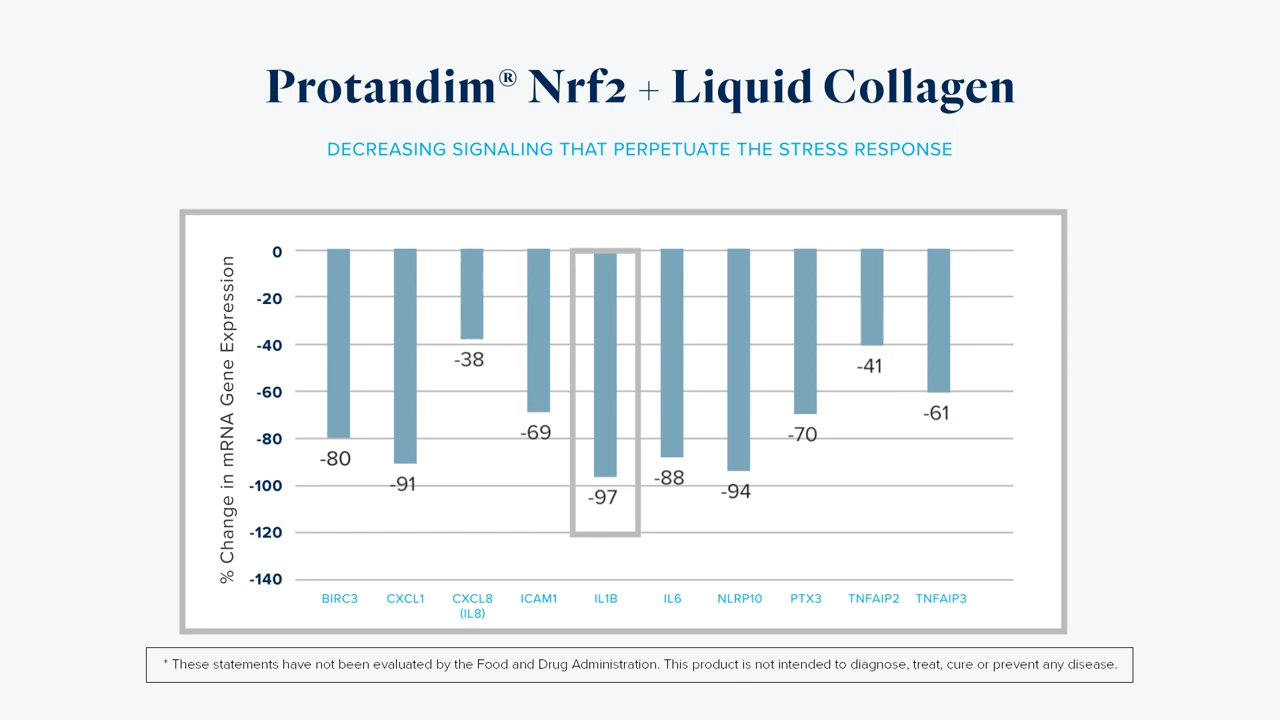 Protandim® Nrf2 + Liquid Collagen
DECREASING SIGNALING THAT PERPETUATE THE STRESS RESPONSE
% Change in mRNA Gene Expression
0
-20
-40
-60
-80
-100
-120
-140
-80
-91
-38
-69
-97
-88
-94
-70
-41
-61
BIRC3
CXCL1
CXCL8
(IL8)
ICAM1
IL1B
IL6
NLRP10
PTX3
TNFAIP2
TNFAIP3
* These statements have not been evaluated by the Food and Drug Administration. This product is not intended to diagnose, treat, cure or prevent any disease.